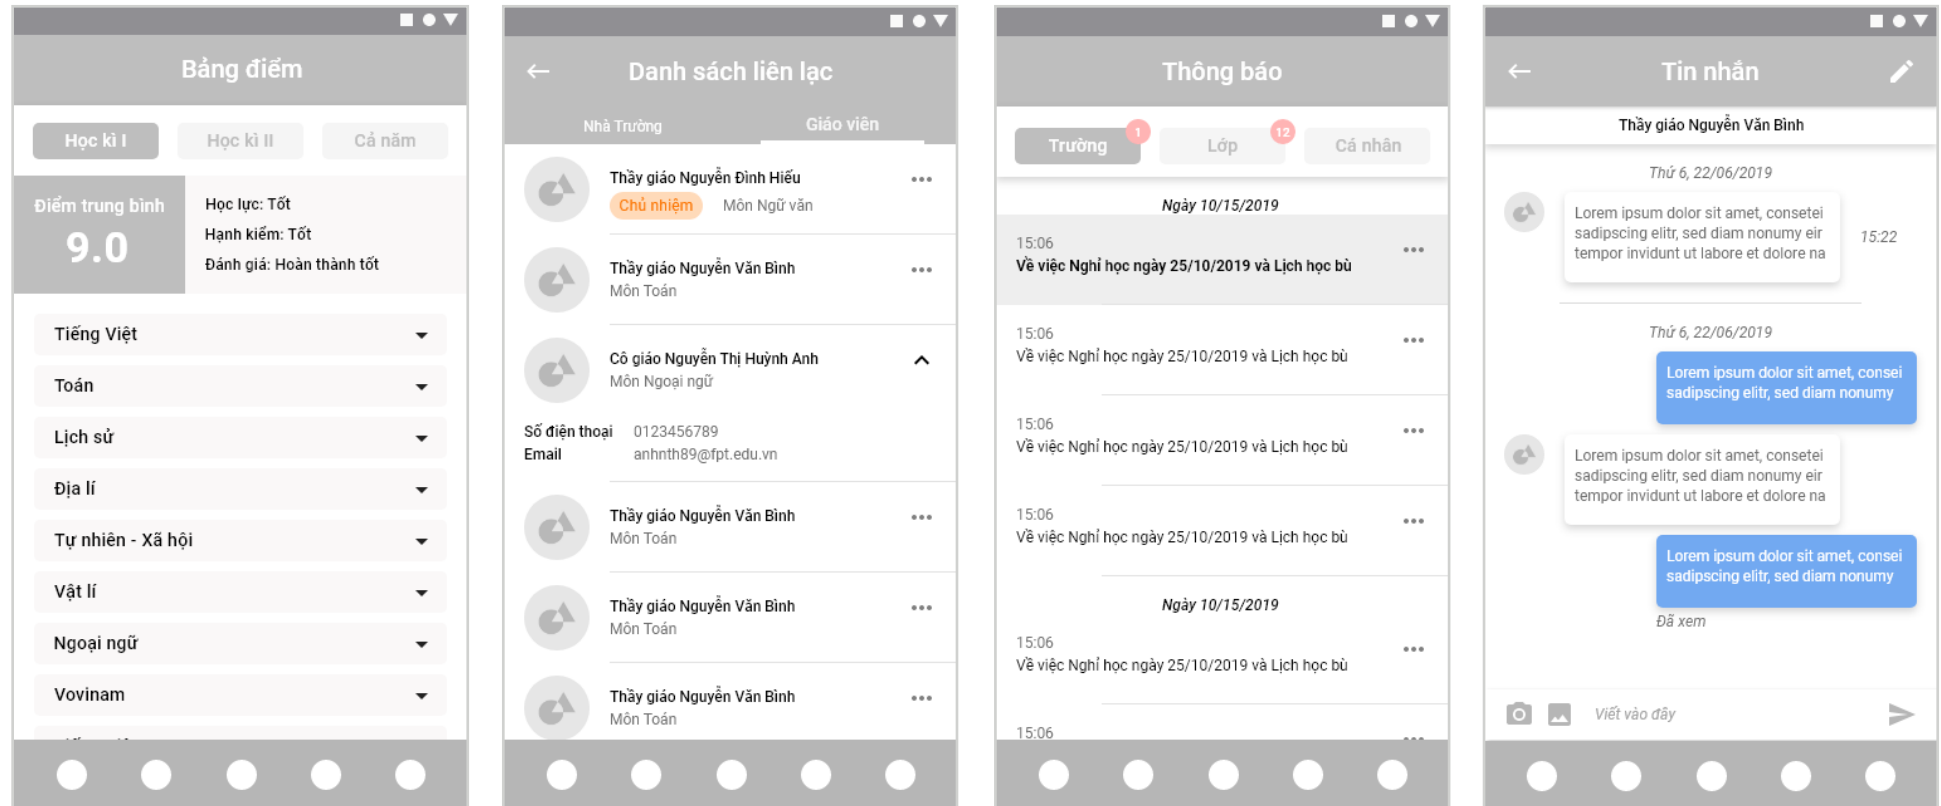 Bảng điểm
Học kì I
Học kì II
Cả năm
Điểm trung bình
9.0
Học lực: Tốt
Hạnh kiểm: Tốt
Đánh giá: Hoàn thành tốt
Tiếng Việt
Toán
Lịch sử
Địa lí
Tự nhiên - Xã hội
Vật lí
Ngoại ngữ
Vovinam
Danh sách liên lạc
Nhà Trường
Giáo viên
Thầy giáo Nguyễn Đình Hiếu
Chủ nhiệm
Môn Ngữ văn
Thầy giáo Nguyễn Văn Bình
Môn Toán
Cô giáo Nguyễn Thị Huỳnh Anh
Môn Ngoại ngữ
Số điện thoại 0123456789
Email anhnth89@fpt.edu.vn
Thầy giáo Nguyễn Văn Bình
Môn Toán
Thầy giáo Nguyễn Văn Bình
Môn Toán
Thầy giáo Nguyễn Văn Bình
Môn Toán
Thông báo
Trường
1
Lớp
12
Cá nhân
Ngày 10/15/2019
15:06
Về việc Nghỉ học ngày 25/10/2019 và Lịch học bù
15:06
Về việc Nghỉ học ngày 25/10/2019 và Lịch học bù
15:06
Về việc Nghỉ học ngày 25/10/2019 và Lịch học bù
15:06
Về việc Nghỉ học ngày 25/10/2019 và Lịch học bù
Ngày 10/15/2019
15:06
Về việc Nghỉ học ngày 25/10/2019 và Lịch học bù
15:06
Tin nhắn
Thầy giáo Nguyễn Văn Bình
Thứ 6, 22/06/2019
Lorem ipsum dolor sit amet, consetei
sadipscing elitr, sed diam nonumy eir
tempor invidunt ut labore et dolore na
15:22
Thứ 6, 22/06/2019
Lorem ipsum dolor sit amet, consei
sadipscing elitr, sed diam nonumy
Lorem ipsum dolor sit amet, consetei
sadipscing elitr, sed diam nonumy eir
tempor invidunt ut labore et dolore na
Lorem ipsum dolor sit amet, consei
sadipscing elitr, sed diam nonumy
Đã xem
Viết vào đây